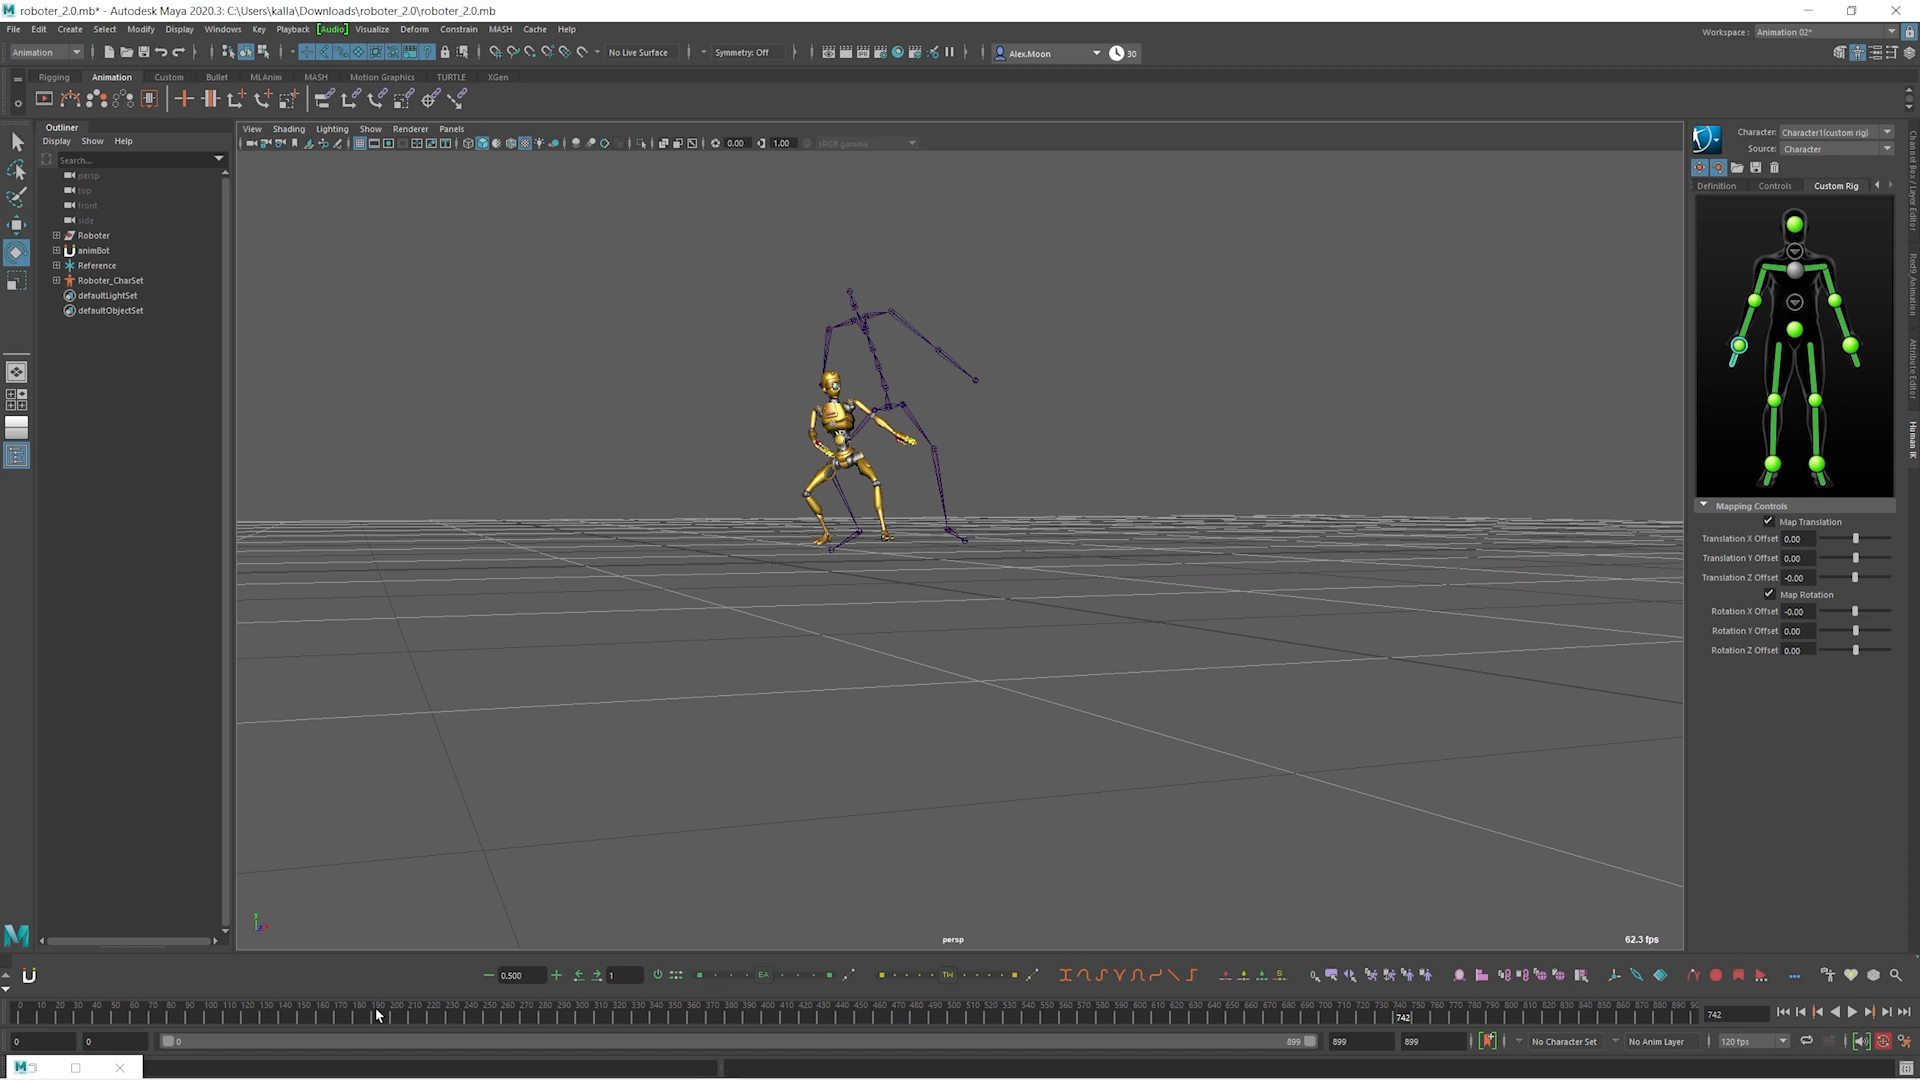 roboter_2.0.mb* - Autodesk Maya 2020.3: C:\Users\kalla\Downloads\roboter_2.0\roboter_2.0.mb
File Edit Create Select Modify Display Windows Key Playback [Audio] Visualize Deform Constrain MASH Cache Help
Workspace : Animation 02*
Animation No Live Surface Symmetry: Off Alex.Moon 30
Rigging Animation Custom Bullet MLAnim MASH Motion Graphics TURTLE XGen
Outliner
Display Show Help
Search...
persp
top
front
side
Roboter
animBot
Reference
Roboter_CharSet
defaultLightSet
defaultObjectSet
View Shading Lighting Show Renderer Panels
0.00 1.00 sRGB gamma
persp
62.3 fps
Character: Character1(custom rig)
Source: Character
Definition Controls Custom Rig
Mapping Controls
Map Translation
Translation X Offset 0.00
Translation Y Offset 0.00
Translation Z Offset -0.00
Map Rotation
Rotation X Offset -0.00
Rotation Y Offset 0.00
Rotation Z Offset 0.00
Channel Box / Layer Editor
Red9_Animation
Attribute Editor
Human IK
0.500 1 EA TW
0 10 20 30 40 50 60 70 80 90 100 110 120 130 140 150 160 170 180 190 200 210 220 230 240 250 260 270 280 290 300 310 320 330 340 350 360 370 380 390 400 410 420 430 440 450 460 470 480 490 500 510 520 530 540 550 560 570 580 590 600 610 620 630 640 650 660 670 680 690 700 710 720 730 740 750 760 770 780 790 800 810 820 830 840 850 860 870 880 890 90
742 742
0 0 0 899 899 899 No Character Set No Anim Layer 120 fps